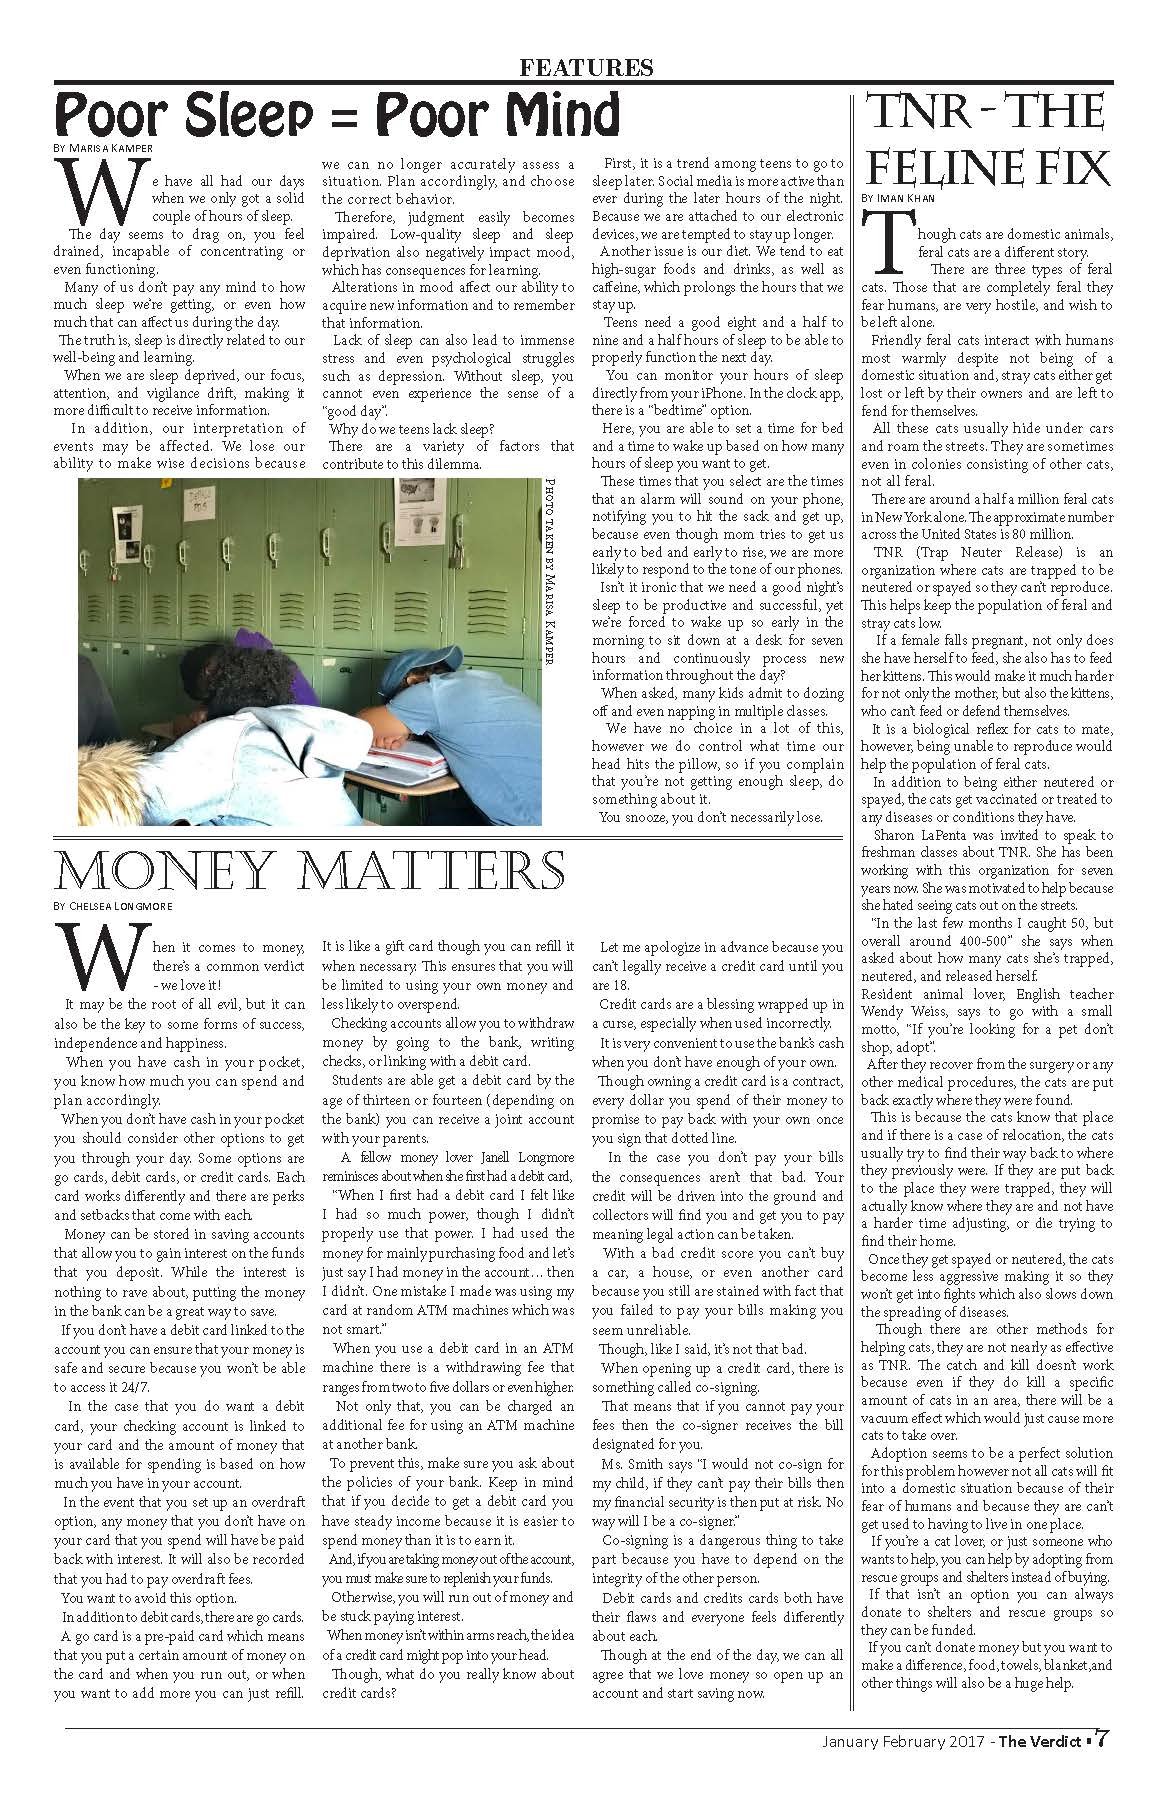 FEATURES
Poor Sleep = Poor Mind
BY MARISA KAMPER
We have all had our days
when we only got a solid
couple of hours of sleep.
The day seems to drag on, you feel
drained, incapable of concentrating or
even functioning.
Many of us don't pay any mind to how
much sleep we're getting, or even how
much that can affect us during the day.
The truth is, sleep is directly related to our
well-being and learning.
When we are sleep deprived, our focus,
attention, and vigilance drift, making it
more difficult to receive information.
In addition, our interpretation of
events may be affected. We lose our
ability to make wise decisions because
we can no longer accurately assess a
situation. Plan accordingly, and choose
the correct behavior.
Therefore, judgment easily becomes
impaired. Low-quality sleep and sleep
deprivation also negatively impact mood,
which has consequences for learning.
Alterations in mood affect our ability to
acquire new information and to remember
that information.
Lack of sleep can also lead to immense
stress and even psychological struggles
such as depression. Without sleep, you
cannot even experience the sense of a
"good day".
Why do we teens lack sleep?
There are a variety of factors that
contribute to this dilemma.
PHOTO TAKEN BY MARISA KAMPER
First, it is a trend among teens to go to
sleep later. Social media is more active than
ever during the later hours of the night.
Because we are attached to our electronic
devices, we are tempted to stay up longer.
Another issue is our diet. We tend to eat
high-sugar foods and drinks, as well as
caffeine, which prolongs the hours that we
stay up.
Teens need a good eight and a half to
nine and a half hours of sleep to be able to
properly function the next day.
You can monitor your hours of sleep
directly from your iPhone. In the clock app,
there is a "bedtime" option.
Here, you are able to set a time for bed
and a time to wake up based on how many
hours of sleep you want to get.
These times that you select are the times
that an alarm will sound on your phone,
notifying you to hit the sack and get up,
because even though mom tries to get us
early to bed and early to rise, we are more
likely to respond to the tone of our phones.
Isn't it ironic that we need a good night's
sleep to be productive and successful, yet
we're forced to wake up so early in the
morning to sit down at a desk for seven
hours and continuously process new
information throughout the day?
When asked, many kids admit to dozing
off and even napping in multiple classes.
We have no choice in a lot of this,
however we do control what time our
head hits the pillow, so if you complain
that you're not getting enough sleep, do
something about it.
You snooze, you don't necessarily lose.
MONEY MATTERS
BY CHELSEA LONGMORE
When it comes to money,
there's a common verdict
- we love it!
It may be the root of all evil, but it can
also be the key to some forms of success,
independence and happiness.
When you have cash in your pocket,
you know how much you can spend and
plan accordingly.
When you don't have cash in your pocket
you should consider other options to get
you through your day. Some options are
go cards, debit cards, or credit cards. Each
card works differently and there are perks
and setbacks that come with each.
Money can be stored in saving accounts
that allow you to gain interest on the funds
that you deposit. While the interest is
nothing to rave about, putting the money
in the bank can be a great way to save.
If you don't have a debit card linked to the
account you can ensure that your money is
safe and secure because you won't be able
to access it 24/7.
In the case that you do want a debit
card, your checking account is linked to
your card and the amount of money that
is available for spending is based on how
much you have in your account.
In the event that you set up an overdraft
option, any money that you don't have on
your card that you spend will have be paid
back with interest. It will also be recorded
that you had to pay overdraft fees.
You want to avoid this option.
In addition to debit cards, there are go cards.
A go card is a pre-paid card which means
that you put a certain amount of money on
the card and when you run out, or when
you want to add more you can just refill.
It is like a gift card though you can refill it
when necessary. This ensures that you will
be limited to using your own money and
less likely to overspend.
Checking accounts allow you to withdraw
money by going to the bank, writing
checks, or linking with a debit card.
Students are able get a debit card by the
age of thirteen or fourteen (depending on
the bank) you can receive a joint account
with your parents.
A fellow money lover Janell Longmore
reminisces about when she first had a debit card,
"When I first had a debit card I felt like
I had so much power, though I didn't
properly use that power. I had used the
money for mainly purchasing food and let's
just say I had money in the account... then
I didn't. One mistake I made was using my
card at random ATM machines which was
not smart."
When you use a debit card in an ATM
machine there is a withdrawing fee that
ranges from two to five dollars or even higher.
Not only that, you can be charged an
additional fee for using an ATM machine
at another bank.
To prevent this, make sure you ask about
the policies of your bank. Keep in mind
that if you decide to get a debit card you
have steady income because it is easier to
spend money than it is to earn it.
And, if you are taking money out of the account,
you must make sure to replenish your funds.
Otherwise, you will run out of money and
be stuck paying interest.
When money isn't within arms reach, the idea
of a credit card might pop into your head.
Though, what do you really know about
credit cards?
Let me apologize in advance because you
can't legally receive a credit card until you
are 18.
Credit cards are a blessing wrapped up in
a curse, especially when used incorrectly.
It is very convenient to use the bank's cash
when you don't have enough of your own.
Though owning a credit card is a contract,
every dollar you spend of their money to
promise to pay back with your own once
you sign that dotted line.
In the case you don't pay your bills
the consequences aren't that bad. Your
credit will be driven into the ground and
collectors will find you and get you to pay
meaning legal action can be taken.
With a bad credit score you can't buy
a car, a house, or even another card
because you still are stained with fact that
you failed to pay your bills making you
seem unreliable.
Though, like I said, it's not that bad.
When opening up a credit card, there is
something called co-signing.
That means that if you cannot pay your
fees then the co-signer receives the bill
designated for you.
Ms. Smith says "I would not co-sign for
my child, if they can't pay their bills then
my financial security is then put at risk. No
way will I be a co-signer."
Co-signing is a dangerous thing to take
part because you have to depend on the
integrity of the other person.
Debit cards and credits cards both have
their flaws and everyone feels differently
about each.
Though at the end of the day, we can all
agree that we love money so open up an
account and start saving now.
TNR - THE
FELINE FIX
BY IMAN KHAN
Though cats are domestic animals,
feral cats are a different story.
There are three types of feral
cats. Those that are completely feral they
fear humans, are very hostile, and wish to
be left alone.
Friendly feral cats interact with humans
most warmly despite not being of a
domestic situation and, stray cats either get
lost or left by their owners and are left to
fend for themselves.
All these cats usually hide under cars
and roam the streets. They are sometimes
even in colonies consisting of other cats,
not all feral.
There are around a half a million feral cats
in New York alone. The approximate number
across the United States is 80 million.
TNR (Trap Neuter Release) is an
organization where cats are trapped to be
neutered or spayed so they can't reproduce.
This helps keep the population of feral and
stray cats low.
If a female falls pregnant, not only does
she have herself to feed, she also has to feed
her kittens. This would make it much harder
for not only the mother, but also the kittens,
who can't feed or defend themselves.
It is a biological reflex for cats to mate,
however, being unable to reproduce would
help the population of feral cats.
In addition to being either neutered or
spayed, the cats get vaccinated or treated to
any diseases or conditions they have.
Sharon LaPenta was invited to speak to
freshman classes about TNR. She has been
working with this organization for seven
years now. She was motivated to help because
she hated seeing cats out on the streets.
"In the last few months I caught 50, but
overall around 400-500" she says when
asked about how many cats she's trapped,
neutered, and released herself.
Resident animal lover, English teacher
Wendy Weiss, says to go with a small
motto, "If you're looking for a pet don't
shop, adopt".
After they recover from the surgery or any
other medical procedures, the cats are put
back exactly where they were found.
This is because the cats know that place
and if there is a case of relocation, the cats
usually try to find their way back to where
they previously were. If they are put back
to the place they were trapped, they will
actually know where they are and not have
a harder time adjusting, or die trying to
find their home.
Once they get spayed or neutered, the cats
become less aggressive making it so they
won't get into fights which also slows down
the spreading of diseases.
Though there are other methods for
helping cats, they are not nearly as effective
as TNR. The catch and kill doesn't work
because even if they do kill a specific
amount of cats in an area, there will be a
vacuum effect which would just cause more
cats to take over.
Adoption seems to be a perfect solution
for this problem however not all cats will fit
into a domestic situation because of their
fear of humans and because they are can't
get used to having to live in one place.
If you're a cat lover, or just someone who
wants to help, you can help by adopting from
rescue groups and shelters instead of buying.
If that isn't an option you can always
donate to shelters and rescue groups so
they can be funded.
If you can't donate money but you want to
make a difference, food, towels, blanket,and
other things will also be a huge help.
January February 2017 - The Verdict ▪7